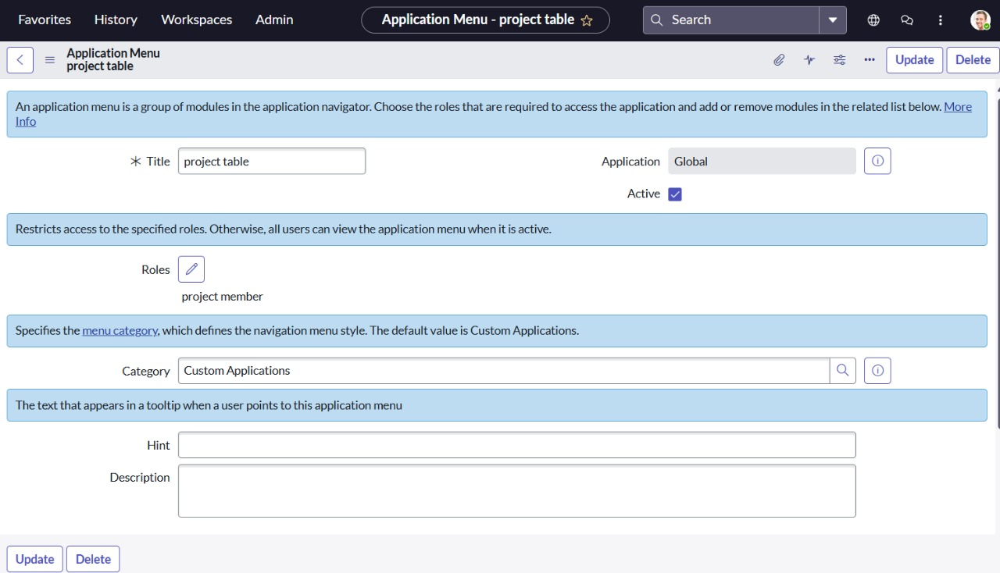 Favorites History Workspaces Admin Application Menu - project table Search
Application Menu
project table
Update Delete
An application menu is a group of modules in the application navigator. Choose the roles that are required to access the application and add or remove modules in the related list below. More
Info
Title project table Application Global
Active
Restricts access to the specified roles. Otherwise, all users can view the application menu when it is active.
Roles
project member
Specifies the menu category, which defines the navigation menu style. The default value is Custom Applications.
Category Custom Applications
The text that appears in a tooltip when a user points to this application menu
Hint
Description
Update Delete